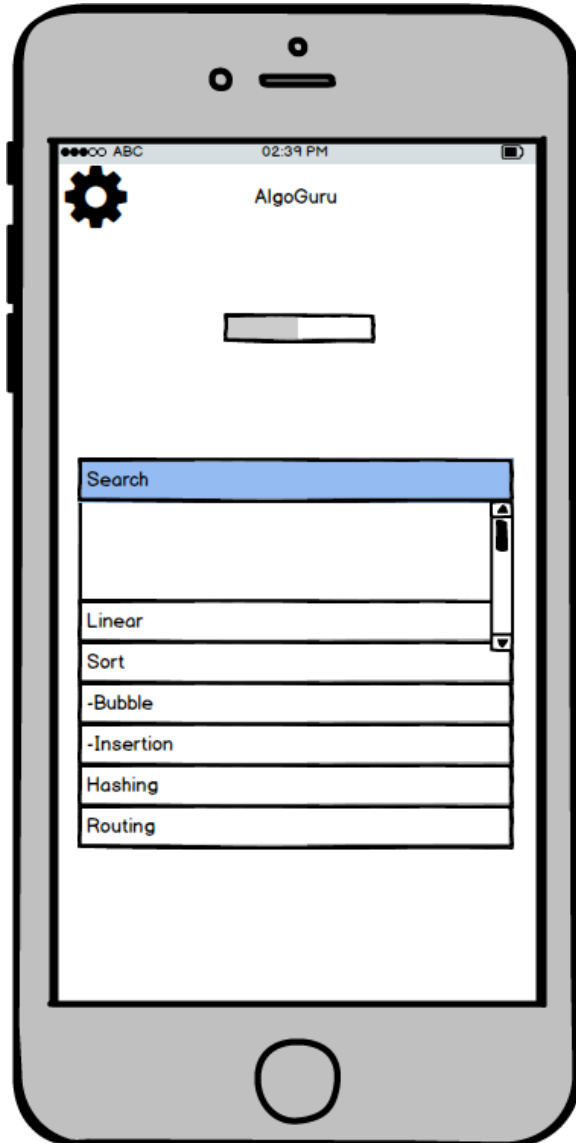 ABC 02:39 PM
AlgoGuru
Search
Linear
Sort
-Bubble
-Insertion
Hashing
Routing